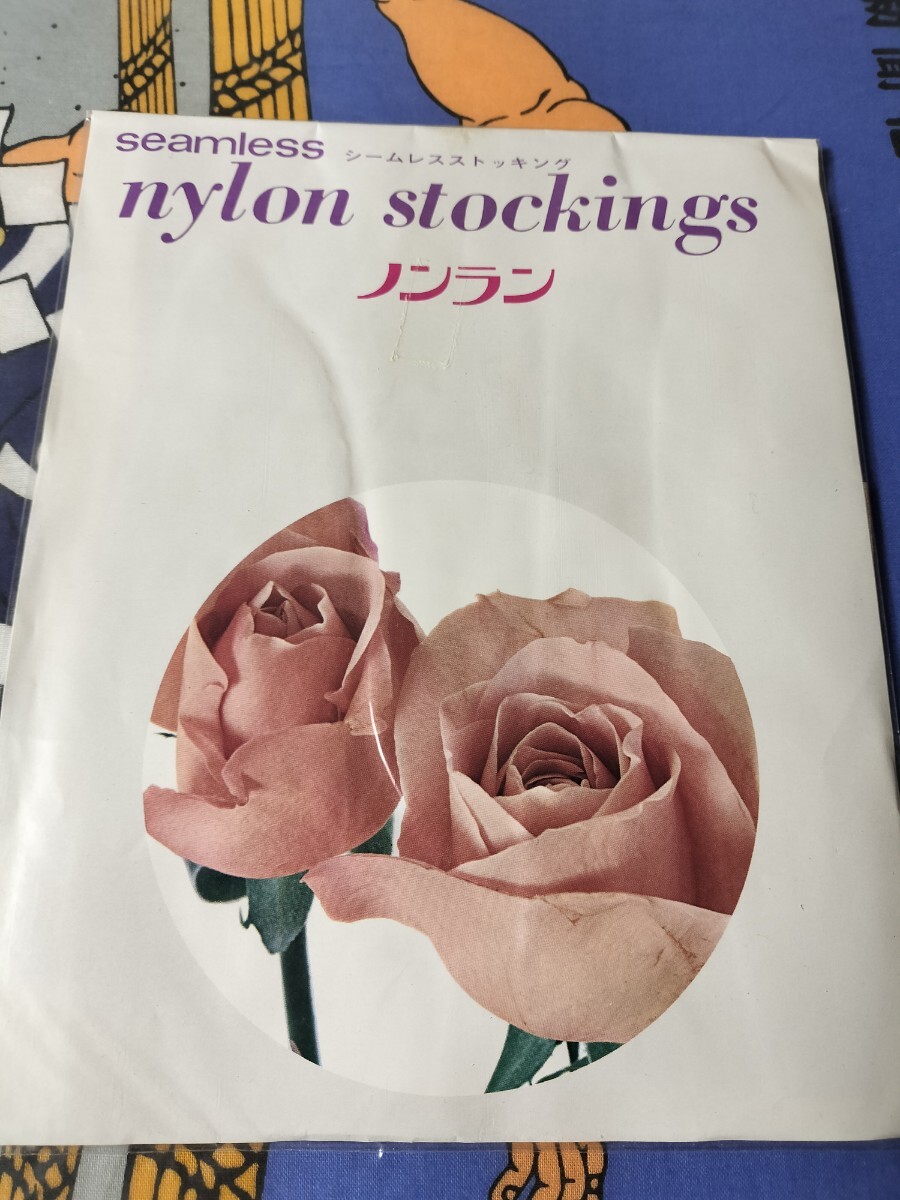 seamless シームレスストッキング
nylon stockings
ノンラン